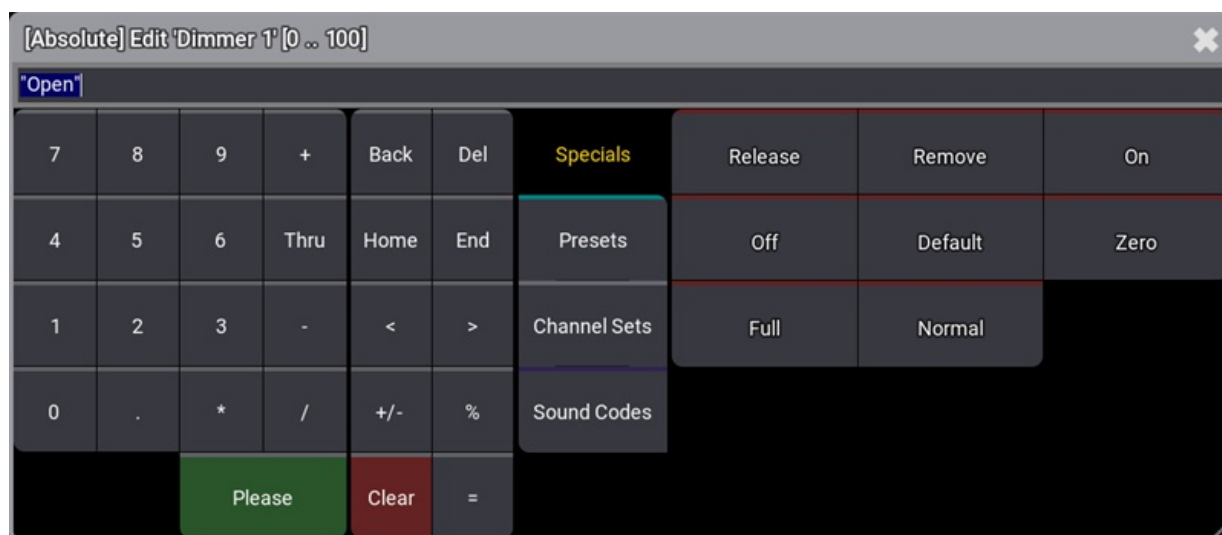 [Absolute] Edit 'Dimmer 1' [0 .. 100]
"Open"
7 8 9 + Back Del Specials Release Remove On
4 5 6 Thru Home End Presets Off Default Zero
1 2 3 - < > Channel Sets Full Normal
0 . * / +/- % Sound Codes
Please Clear =